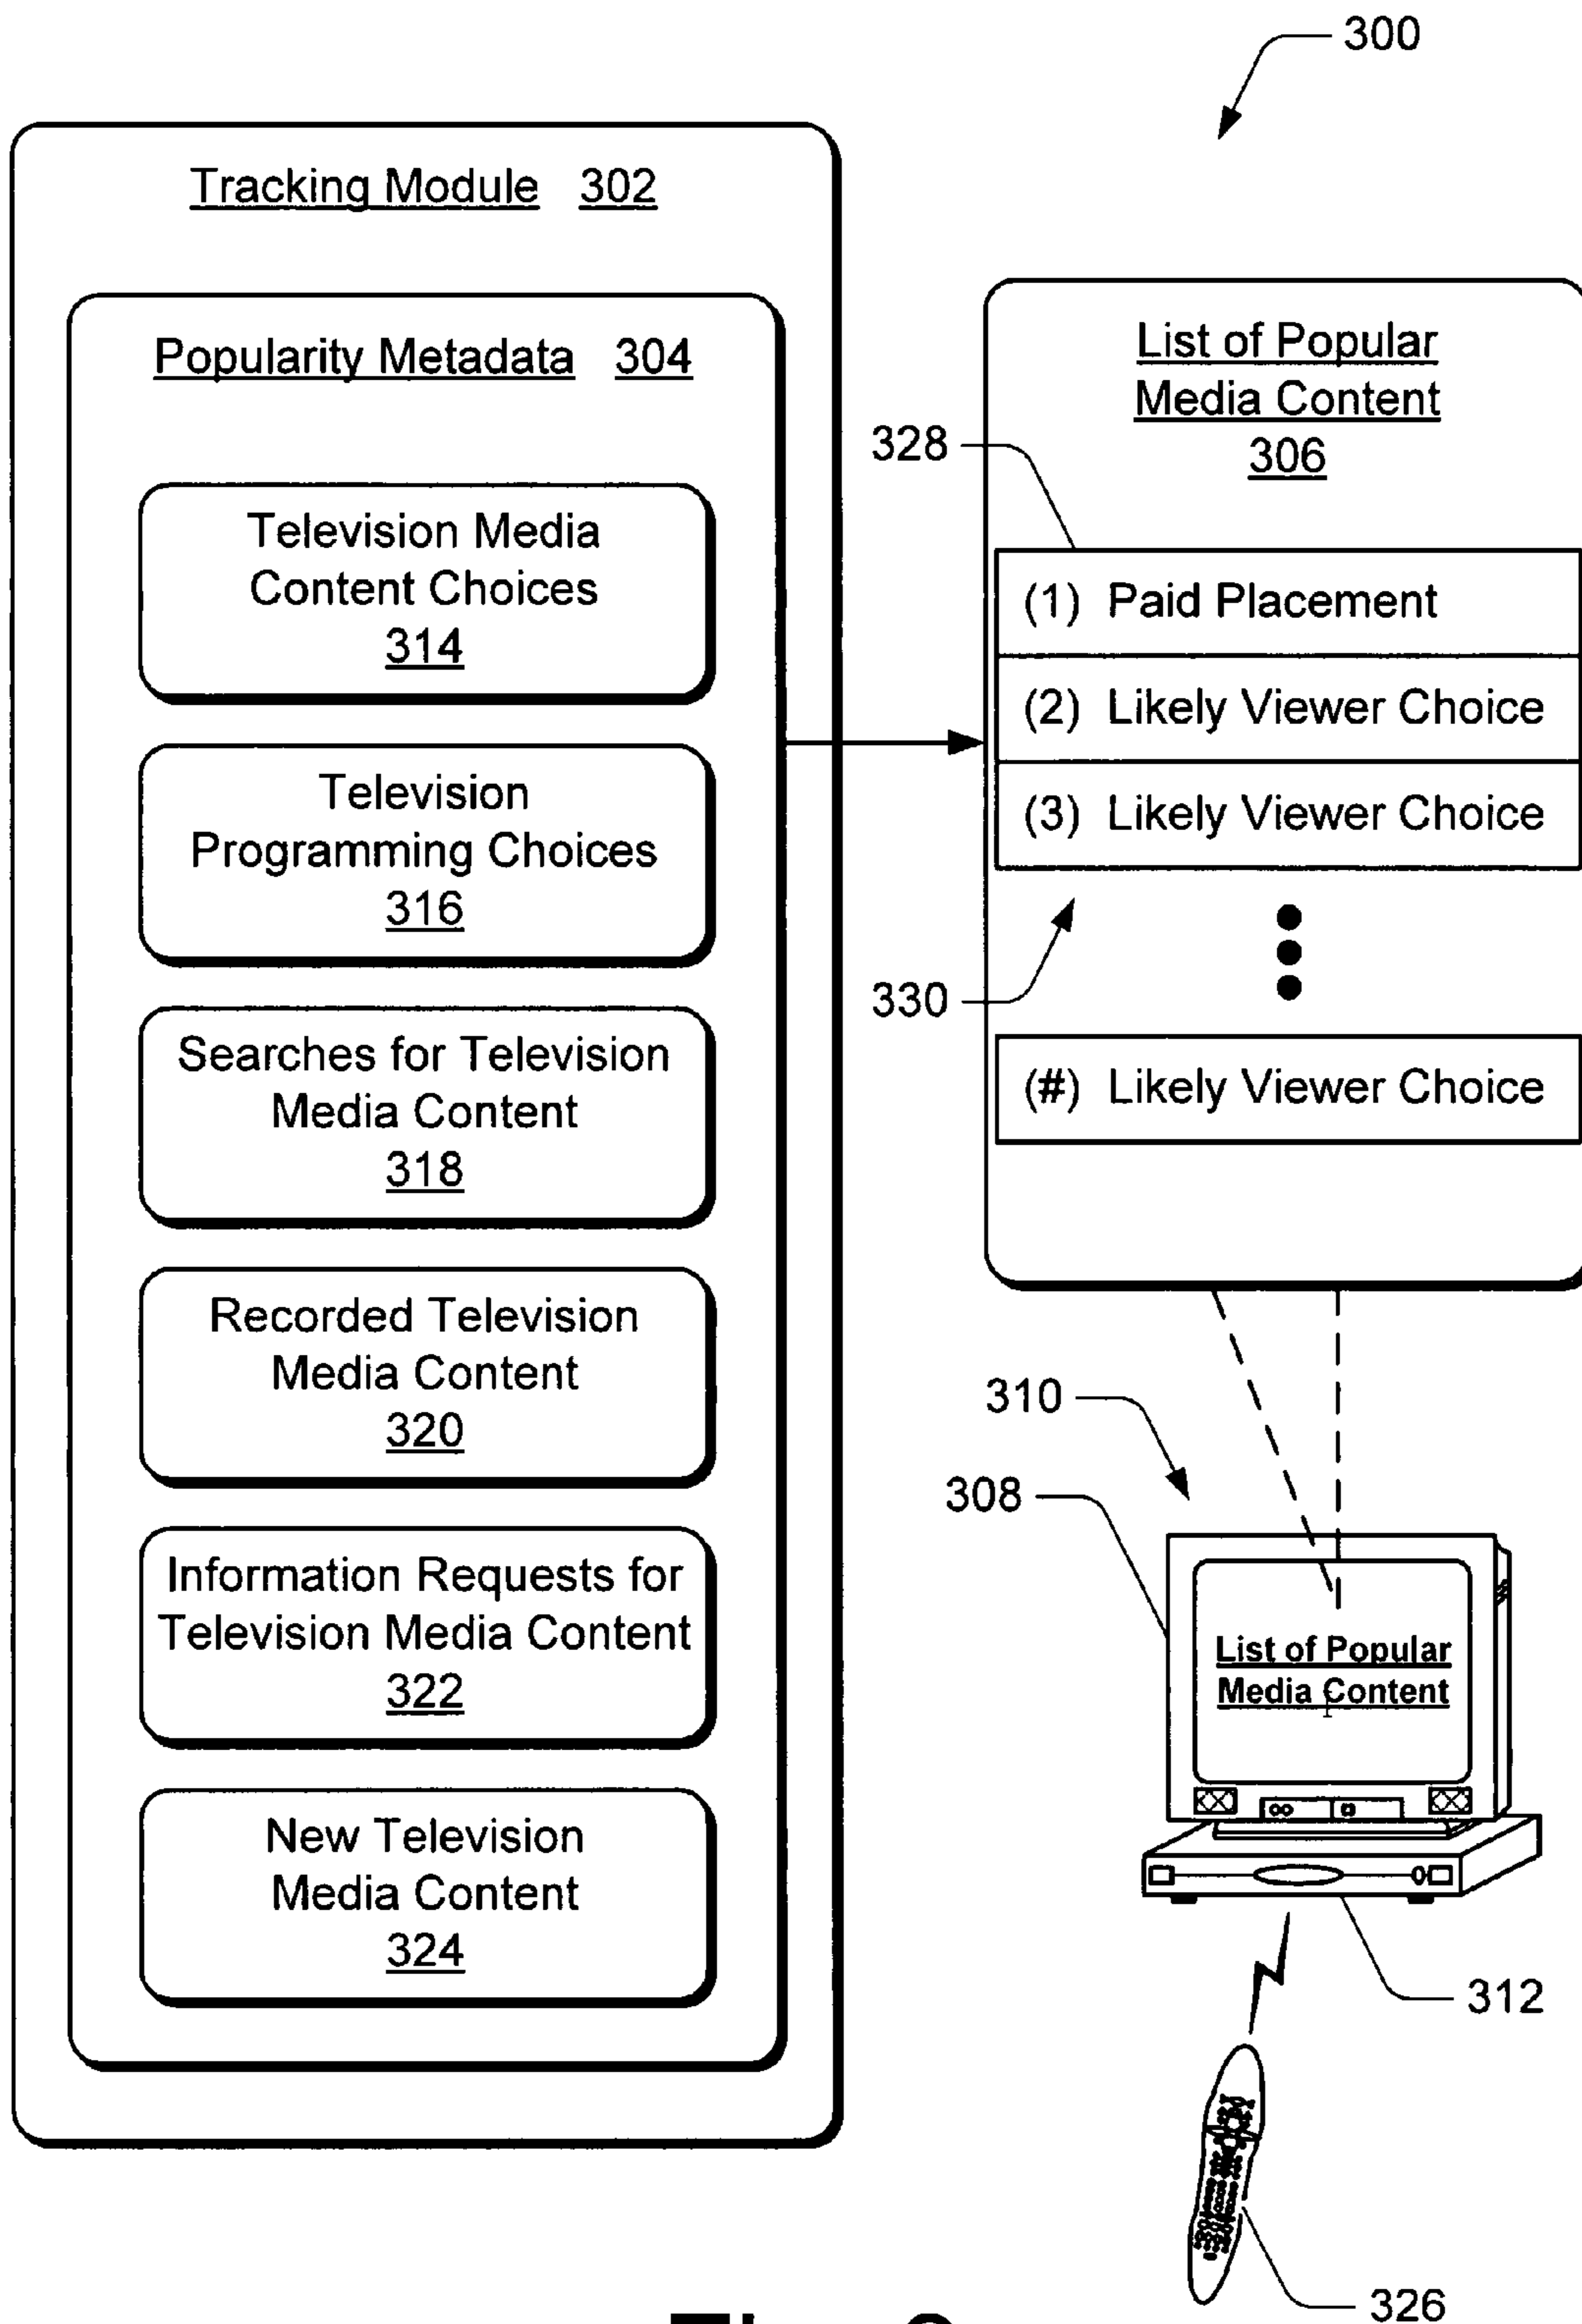 300
Tracking Module 302
Popularity Metadata 304
Television Media
Content Choices
314
Television
Programming Choices
316
Searches for Television
Media Content
318
Recorded Television
Media Content
320
Information Requests for
Television Media Content
322
New Television
Media Content
324
List of Popular
Media Content
306
328
(1) Paid Placement
(2) Likely Viewer Choice
(3) Likely Viewer Choice
330
(#) Likely Viewer Choice
310
308
List of Popular
Media Content
312
326